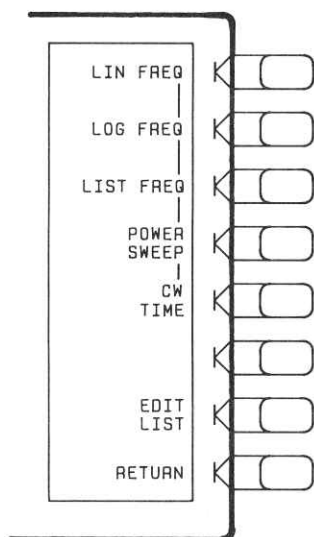 LIN FREQ
LOG FREQ
LIST FREQ
POWER
SWEEP
CW
TIME
EDIT
LIST
RETURN